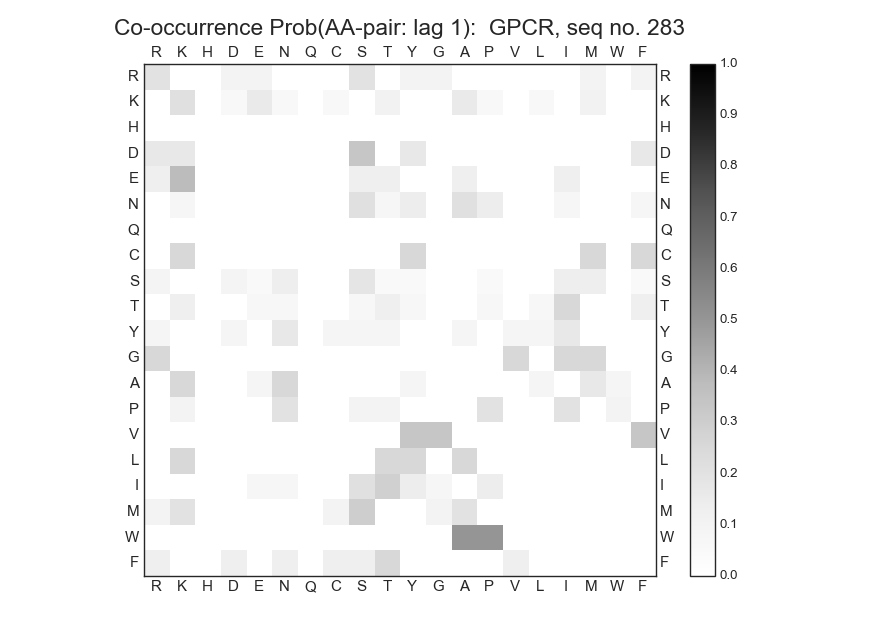 Co-occurrence Prob(AA-pair: lag 1):  GPCR, seq no. 283
R K H D E N Q C S T Y G A P V L I M W F
1.0
R R
K K
0.9
H H
D D
0.8
E E
N N
0.7
Q Q
C C
0.6
S S
T T
0.5
Y Y
G G
0.4
A A
P P
0.3
V V
L L
0.2
I I
M M
0.1
W W
F F
0.0
R K H D E N Q C S T Y G A P V L I M W F